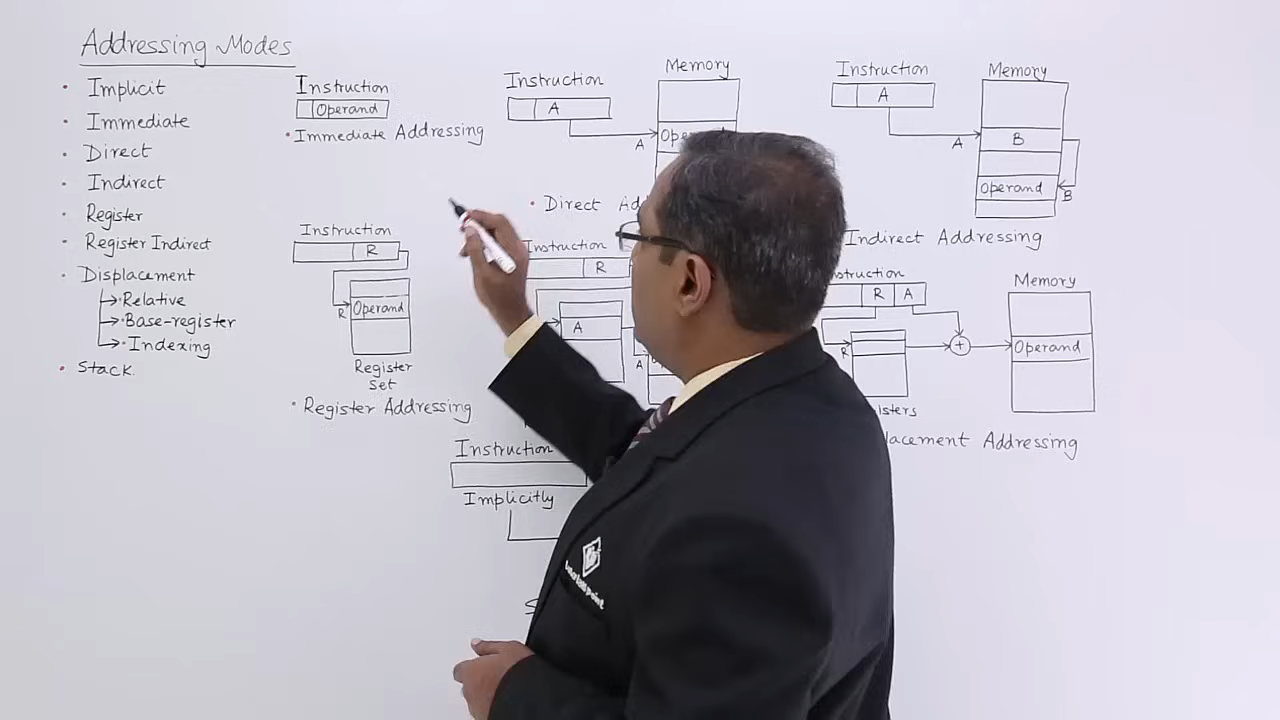 Addressing Modes
• Implicit
• Immediate
• Direct
• Indirect
• Register
• Register Indirect
• Displacement
• Relative
• Base-register
• Indexing
• Stack
Instruction
Operand
• Immediate Addressing
Instruction
A
Memory
A
• Direct
Instruction
A
Memory
A
B
Operand
B
Indirect Addressing
Instruction
R
R
Operand
Register
Set
• Register Addressing
Instruction
R
A
A
R A
R
+
Memory
Operand
Addressing
Instruction
Implicitly